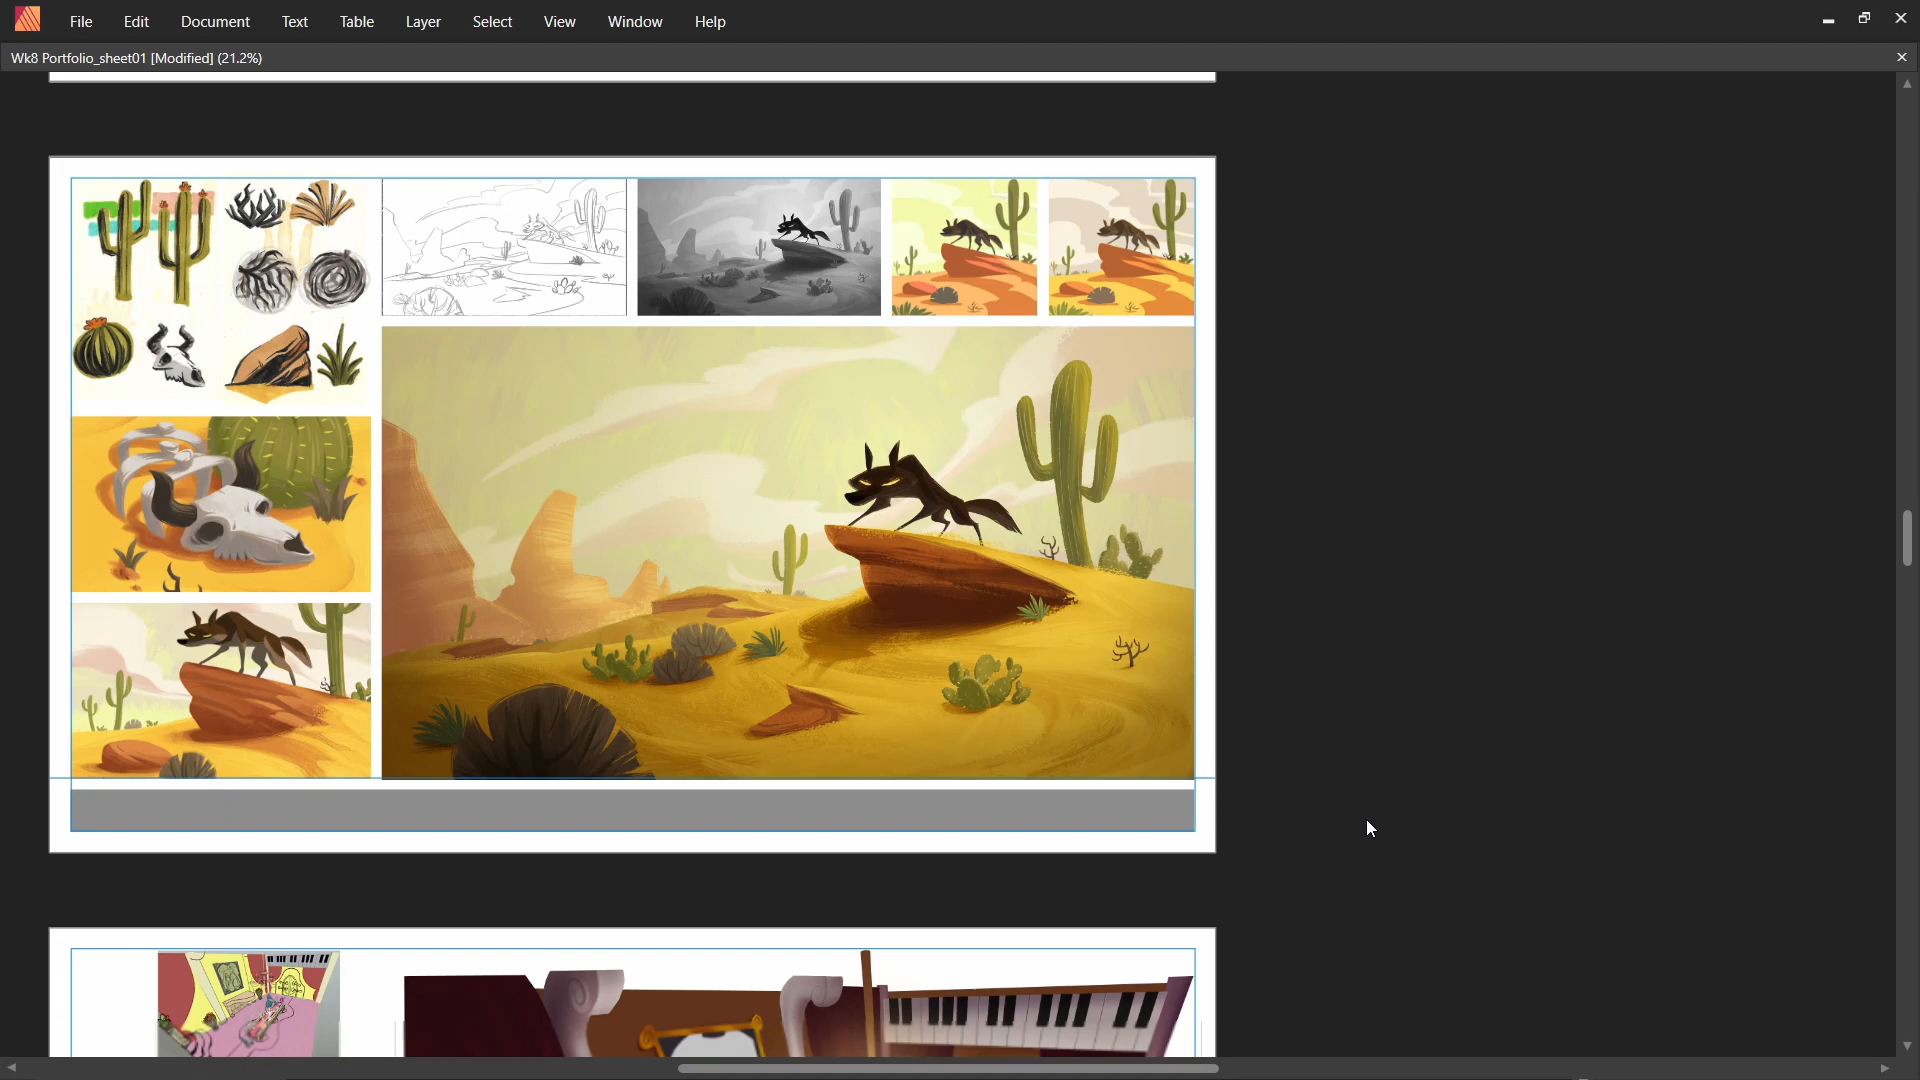 File Edit Document Text Table Layer Select View Window Help
Wk8 Portfolio_sheet01 [Modified] (21.2%)